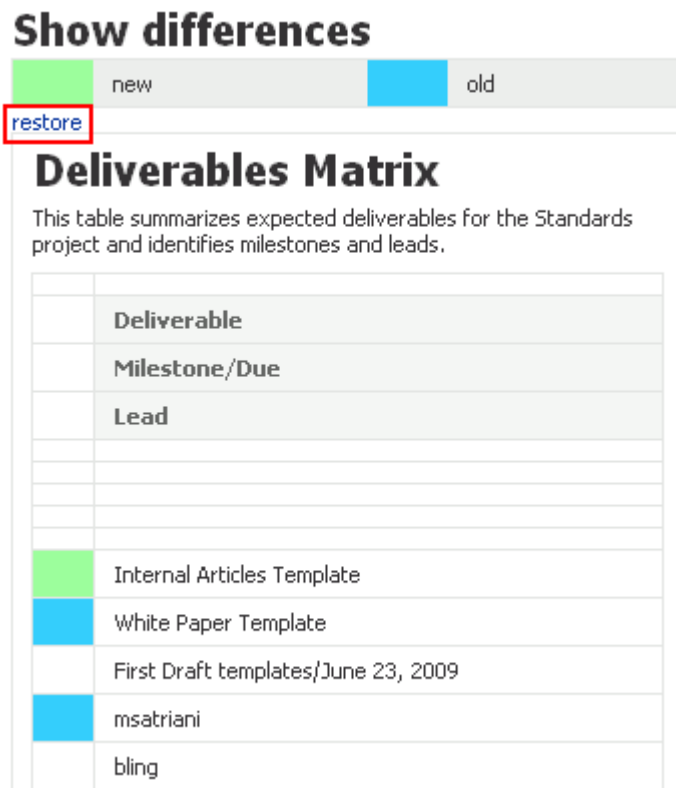 Show differences
new old
restore
Deliverables Matrix
This table summarizes expected deliverables for the Standards
project and identifies milestones and leads.
Deliverable
Milestone/Due
Lead
Internal Articles Template
White Paper Template
First Draft templates/June 23, 2009
msatriani
bling